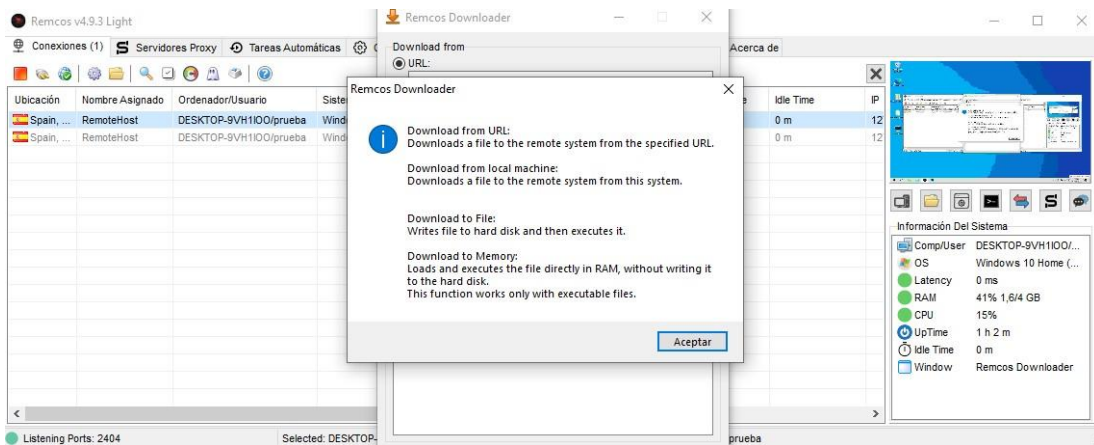 Remcos v4.9.3 Light
Remcos Downloader
Conexiones (1) Servidores Proxy Tareas Automáticas
Acerca de
Download from
URL:
Ubicación Nombre Asignado Ordenador/Usuario Siste
Idle Time IP
Spain, ... RemoteHost DESKTOP-9VH1IOO/prueba Wind
0 m 12
Spain, ... RemoteHost DESKTOP-9VH1IOO/prueba Wind
0 m 12
Remcos Downloader
Download from URL:
Downloads a file to the remote system from the specified URL.
Download from local machine:
Downloads a file to the remote system from this system.
Download to File:
Writes file to hard disk and then executes it.
Download to Memory:
Loads and executes the file directly in RAM, without writing it
to the hard disk.
This function works only with executable files.
Aceptar
Información Del Sistema
Comp/User DESKTOP-9VH1IOO/...
OS Windows 10 Home (...
Latency 0 ms
RAM 41% 1,6/4 GB
CPU 15%
UpTime 1 h 2 m
Idle Time 0 m
Window Remcos Downloader
Listening Ports: 2404
Selected: DESKTOP-
prueba